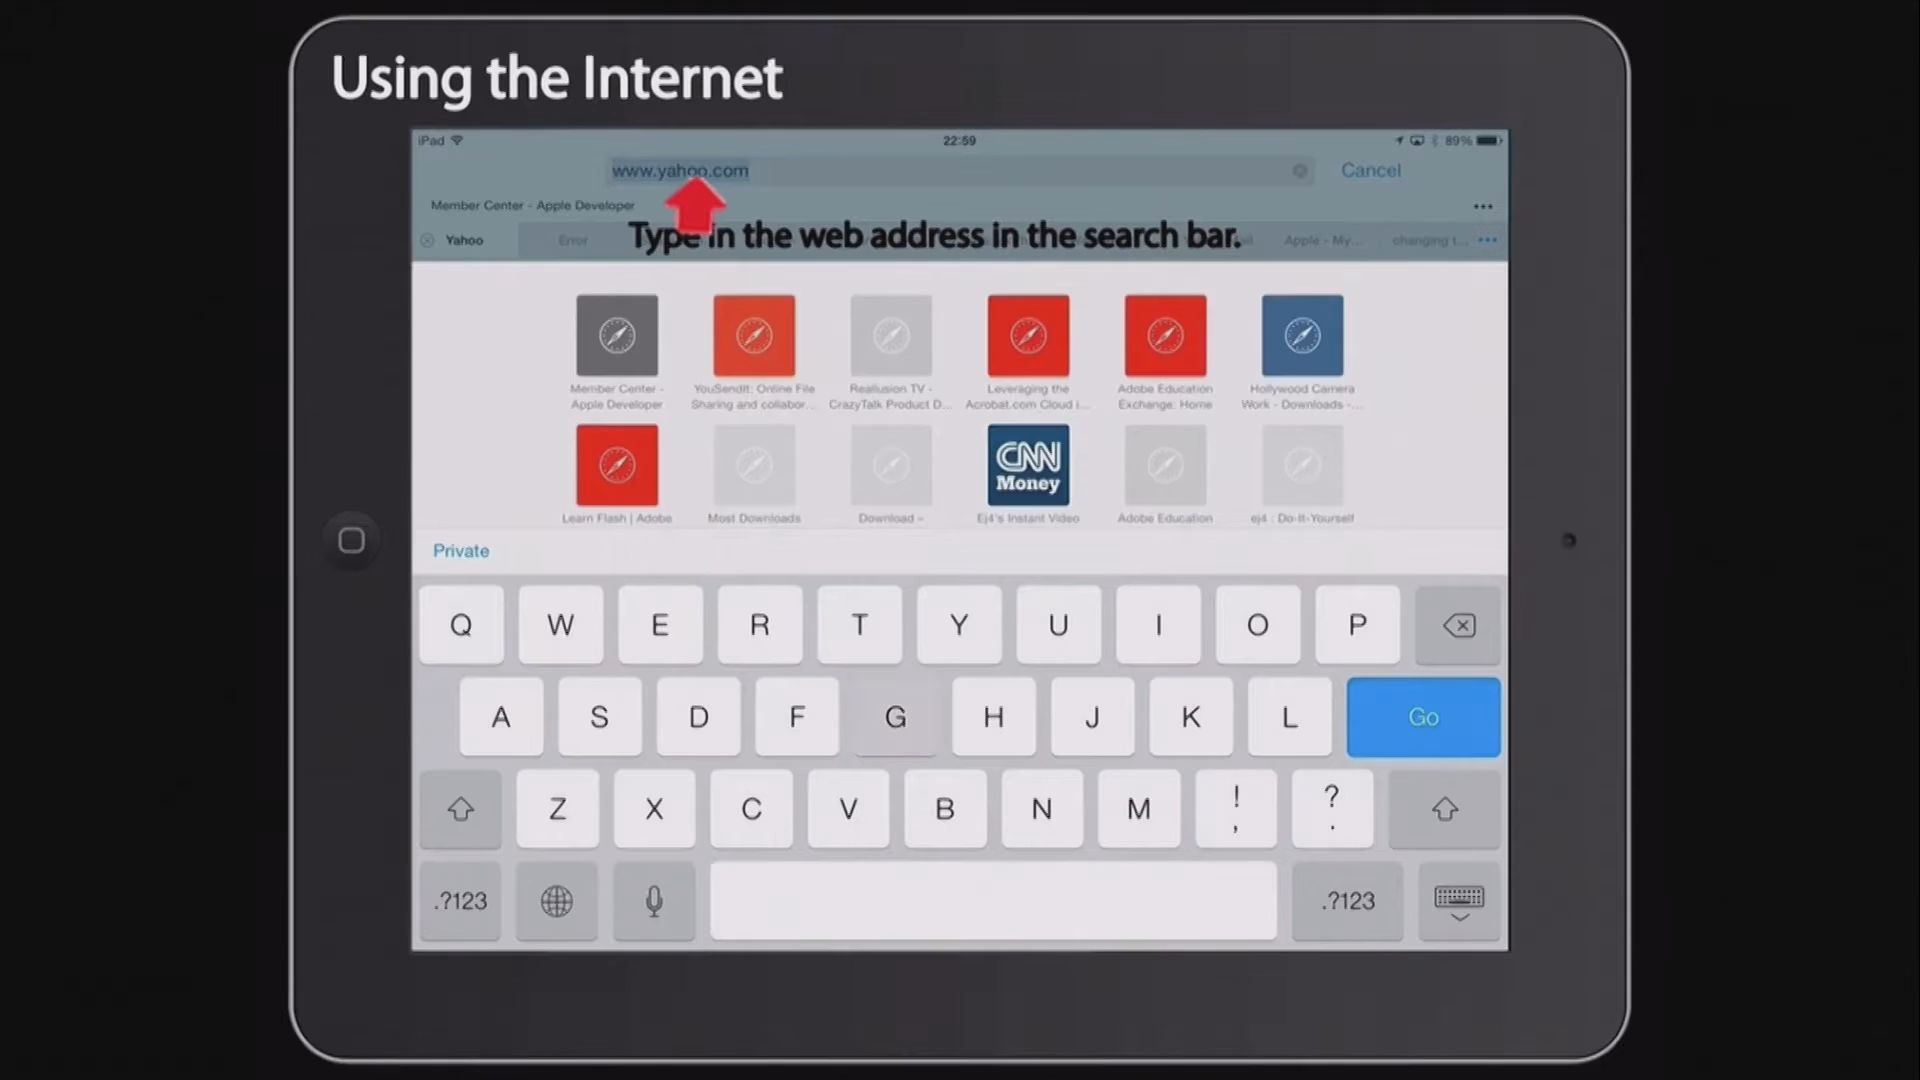 Using the Internet
iPad
22:59
89%
www.yahoo.com
Cancel
Member Center - Apple Developer
•••
Yahoo
Error
Type in the web address in the search bar.
Apple - My...
changing t...
•••
Member Center -
Apple Developer
YouSendIt: Online File
Sharing and collabor...
Reallusion TV -
CrazyTalk Product D...
Leveraging the
Acrobat.com Cloud i...
Adobe Education
Exchange: Home
Hollywood Camera
Work - Downloads -...
CNN
Money
Learn Flash | Adobe
Most Downloads
Download –
Ej4's Instant Video
Adobe Education
ej4 : Do-It-Yourself
Private
Q W E R T Y U I O P
A S D F G H J K L Go
Z X C V B N M ! , ? .
.?123 .?123